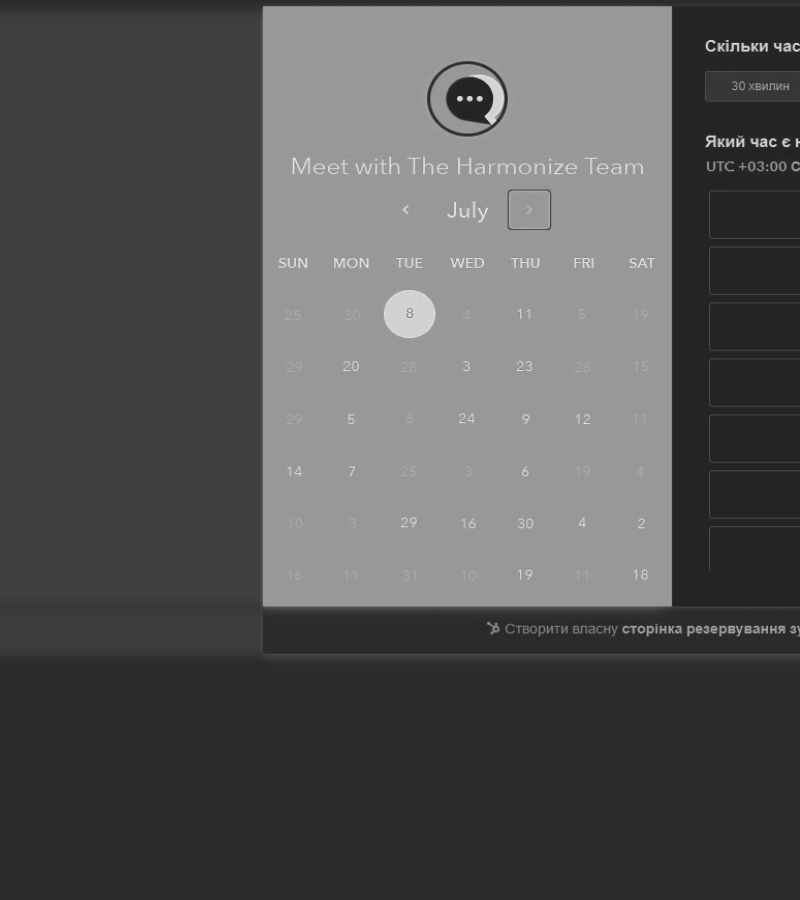 Meet with The Harmonize Team
July
SUN MON TUE WED THU FRI SAT
25 30 8 4 11 5 19
29 20 28 3 23 28 15
29 5 8 24 9 12 11
14 7 25 3 6 19 4
10 3 29 16 30 4 2
16 11 31 10 19 11 18
Скільки час
30 хвилин
Який час є н
UTC +03:00 С
Створити власну сторінка резервування зу